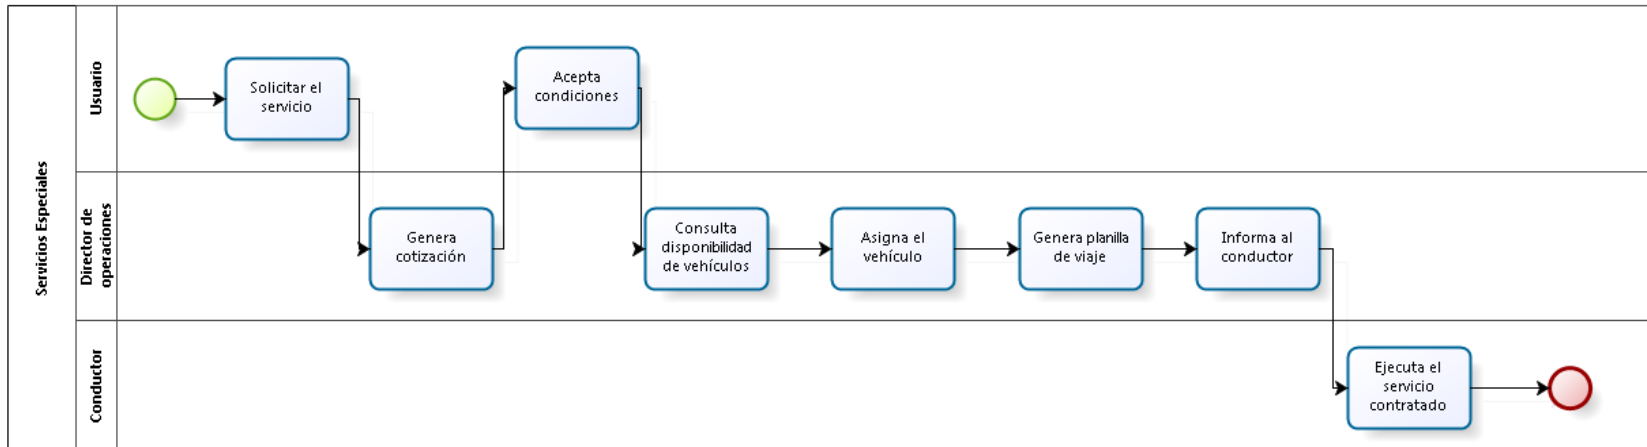 Servicios Especiales
Usuario
Solicitar el
servicio
Acepta
condiciones
Director de
operaciones
Genera
cotización
Consulta
disponibilidad
de vehículos
Asigna el
vehículo
Genera planilla
de viaje
Informa al
conductor
Conductor
Ejecuta el
servicio
contratado